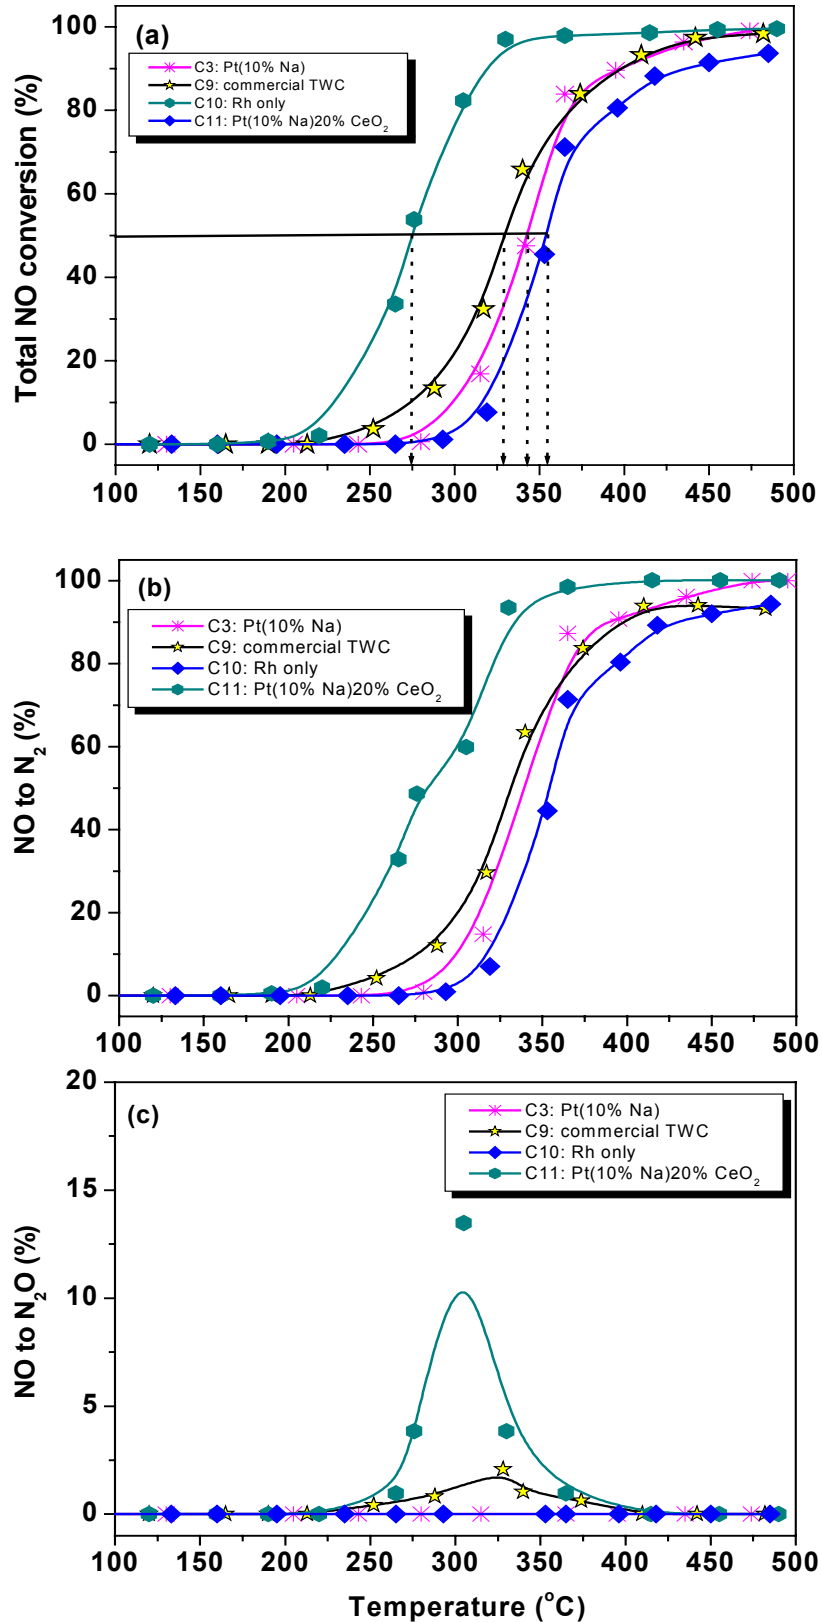 (a)
C3: Pt(10% Na)
C9: commercial TWC
C10: Rh only
C11: Pt(10% Na)20% CeO₂
Total NO conversion (%)
100
80
60
40
20
0
100 150 200 250 300 350 400 450 500
(b)
C3: Pt(10% Na)
C9: commercial TWC
C10: Rh only
C11: Pt(10% Na)20% CeO₂
NO to N₂ (%)
100
80
60
40
20
0
100 150 200 250 300 350 400 450 500
(c)
C3: Pt(10% Na)
C9: commercial TWC
C10: Rh only
C11: Pt(10% Na)20% CeO₂
NO to N₂O (%)
20
15
10
5
0
100 150 200 250 300 350 400 450 500
Temperature (°C)